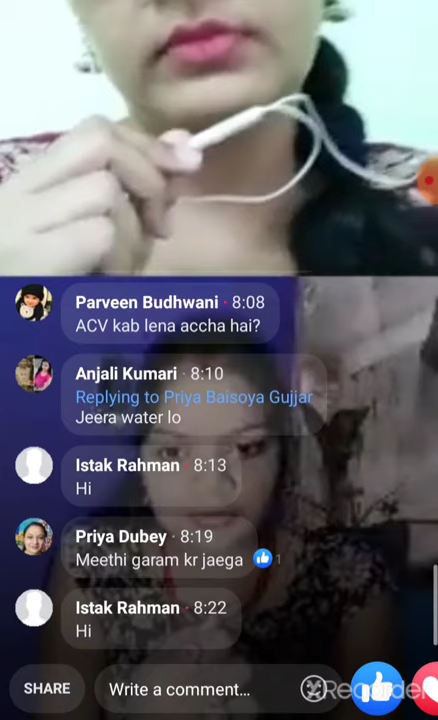 Parveen Budhwani · 8:08
ACV kab lena accha hai?
Anjali Kumari · 8:10
Replying to Priya Baisoya Gujjar
Jeera water lo
Istak Rahman · 8:13
Hi
Priya Dubey · 8:19
Meethi garam kr jaega 1
Istak Rahman · 8:22
Hi
SHARE
Write a comment...
XRecorder